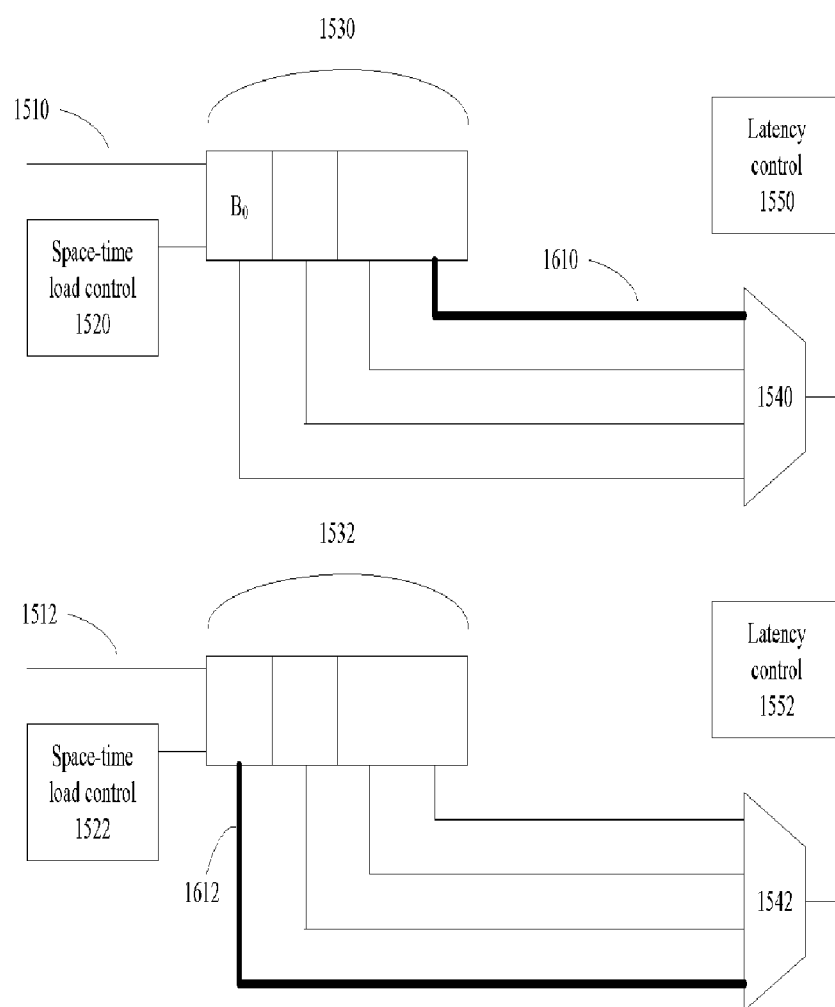 1530
1510
Latency
control
1550
B₀
Space-time
load control
1520
1610
1540
1532
1512
Latency
control
1552
Space-time
load control
1522
1612
1542